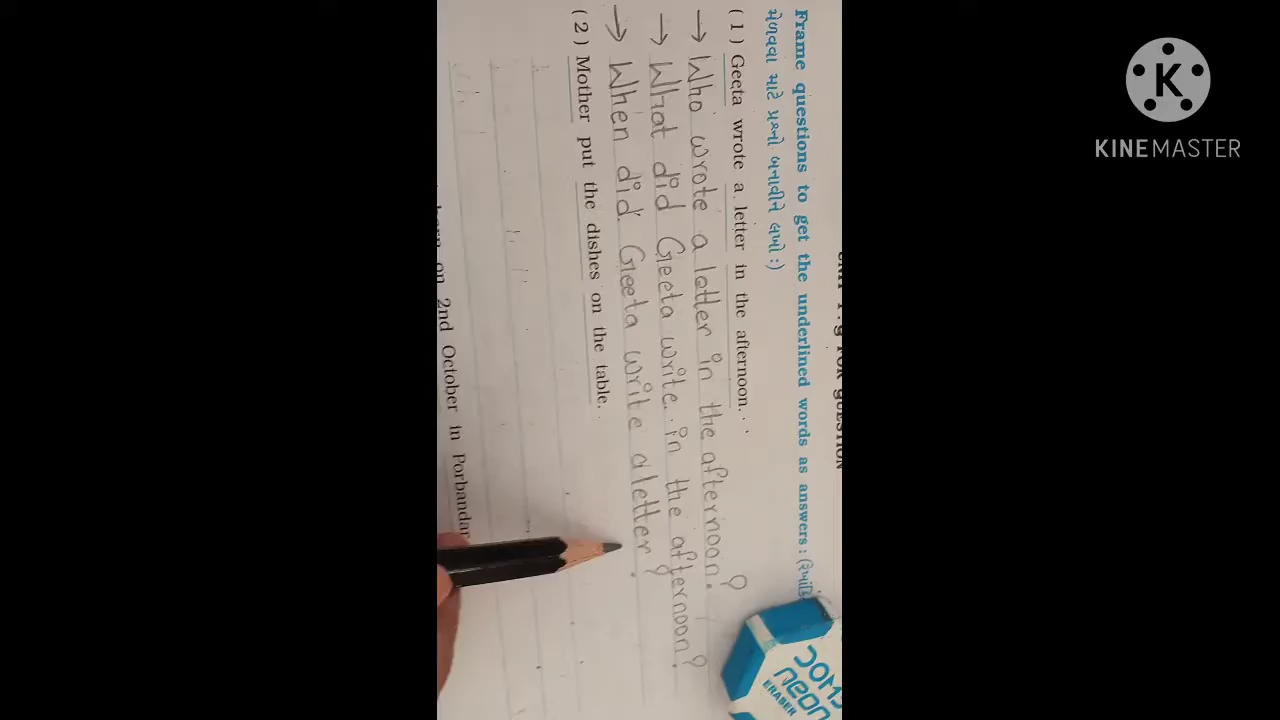 Frame questions to get the underlined words as answers : (રેખાંકિ
મેળવવા માટે પ્રશ્નો બનાવીને લખો :)
(1) Geeta wrote a letter in the afternoon.
→ Who wrote a letter in the afternoon?
→ What did Geeta write in the afternoon?
→ When did Geeta write a letter?
(2) Mother put the dishes on the table.
on 2nd October in Porbandar
DOMS
neon
ERASER
K
KINEMASTER